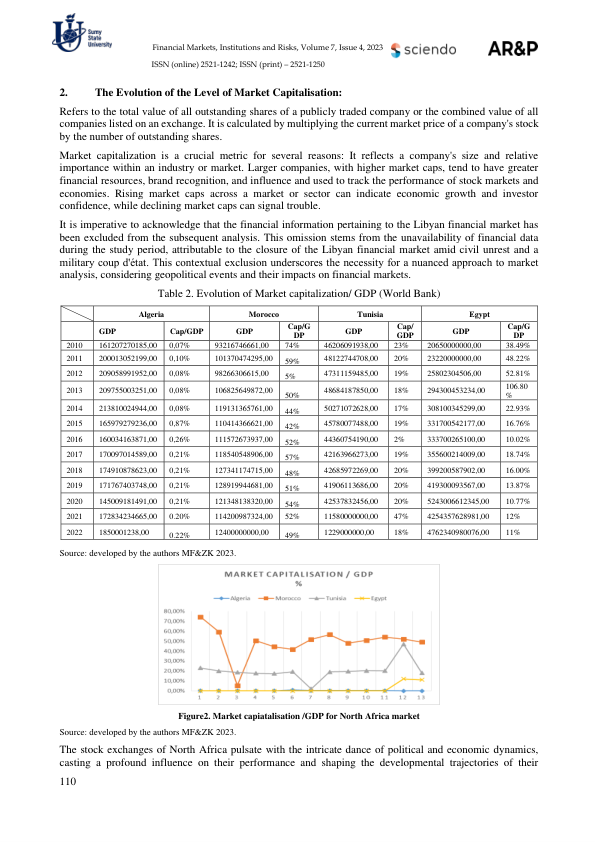 Sumy
State
University
Financial Markets, Institutions and Risks, Volume 7, Issue 4, 2023
sciendo
AR&P
ISSN (online) 2521-1242; ISSN (print) – 2521-1250
2. The Evolution of the Level of Market Capitalisation:
Refers to the total value of all outstanding shares of a publicly traded company or the combined value of all
companies listed on an exchange. It is calculated by multiplying the current market price of a company's stock
by the number of outstanding shares.
Market capitalization is a crucial metric for several reasons: It reflects a company's size and relative
importance within an industry or market. Larger companies, with higher market caps, tend to have greater
financial resources, brand recognition, and influence and used to track the performance of stock markets and
economies. Rising market caps across a market or sector can indicate economic growth and investor
confidence, while declining market caps can signal trouble.
It is imperative to acknowledge that the financial information pertaining to the Libyan financial market has
been excluded from the subsequent analysis. This omission stems from the unavailability of financial data
during the study period, attributable to the closure of the Libyan financial market amid civil unrest and a
military coup d'état. This contextual exclusion underscores the necessity for a nuanced approach to market
analysis, considering geopolitical events and their impacts on financial markets.
Table 2. Evolution of Market capitalization/ GDP (World Bank)
Algeria Morocco Tunisia Egypt
GDP Cap/GDP GDP Cap/G DP GDP Cap/ GDP GDP Cap/G DP
2010 161207270185,00 0,07% 93216746661,00 74% 46206091938,00 23% 20650000000,00 38.49%
2011 200013052199,00 0,10% 101370474295,00 59% 48122744708,00 20% 23220000000,00 48.22%
2012 209058991952,00 0,08% 98266306615,00 5% 47311159485,00 19% 25802304506,00 52.81%
2013 209755003251,00 0,08% 106825649872,00 50% 48684187850,00 18% 294300453234,00 106.80 %
2014 213810024944,00 0,08% 119131365761,00 44% 50271072628,00 17% 308100345299,00 22.93%
2015 165979279236,00 0,87% 110414366621,00 42% 45780077488,00 19% 331700542177,00 16.76%
2016 160034163871,00 0,26% 111572673937,00 52% 44360754190,00 2% 333700265100,00 10.02%
2017 170097014589,00 0,21% 118540548906,00 57% 42163966273,00 19% 355600214009,00 18.74%
2018 174910878623,00 0,21% 127341174715,00 48% 42685972269,00 20% 399200587902,00 16.00%
2019 171767403748,00 0,21% 128919944681,00 51% 41906113686,00 20% 419300093567,00 13.87%
2020 145009181491,00 0,21% 121348138320,00 54% 42537832456,00 20% 5243006612345,00 10.77%
2021 172834234665,00 0.20% 114200987324,00 52% 11580000000,00 47% 4254357628981,00 12%
2022 1850001238,00 0.22% 12400000000,00 49% 1229000000,00 18% 4762340980076,00 11%
Source: developed by the authors MF&ZK 2023.
MARKET CAPITALISATION / GDP
%
Algeria Morocco Tunisia Egypt
80,00%
70,00%
60,00%
50,00%
40,00%
30,00%
20,00%
10,00%
0,00%
1 2 3 4 5 6 7 8 9 10 11 12 13
Figure2. Market capiatalisation /GDP for North Africa market
Source: developed by the authors MF&ZK 2023.
The stock exchanges of North Africa pulsate with the intricate dance of political and economic dynamics,
casting a profound influence on their performance and shaping the developmental trajectories of their
110